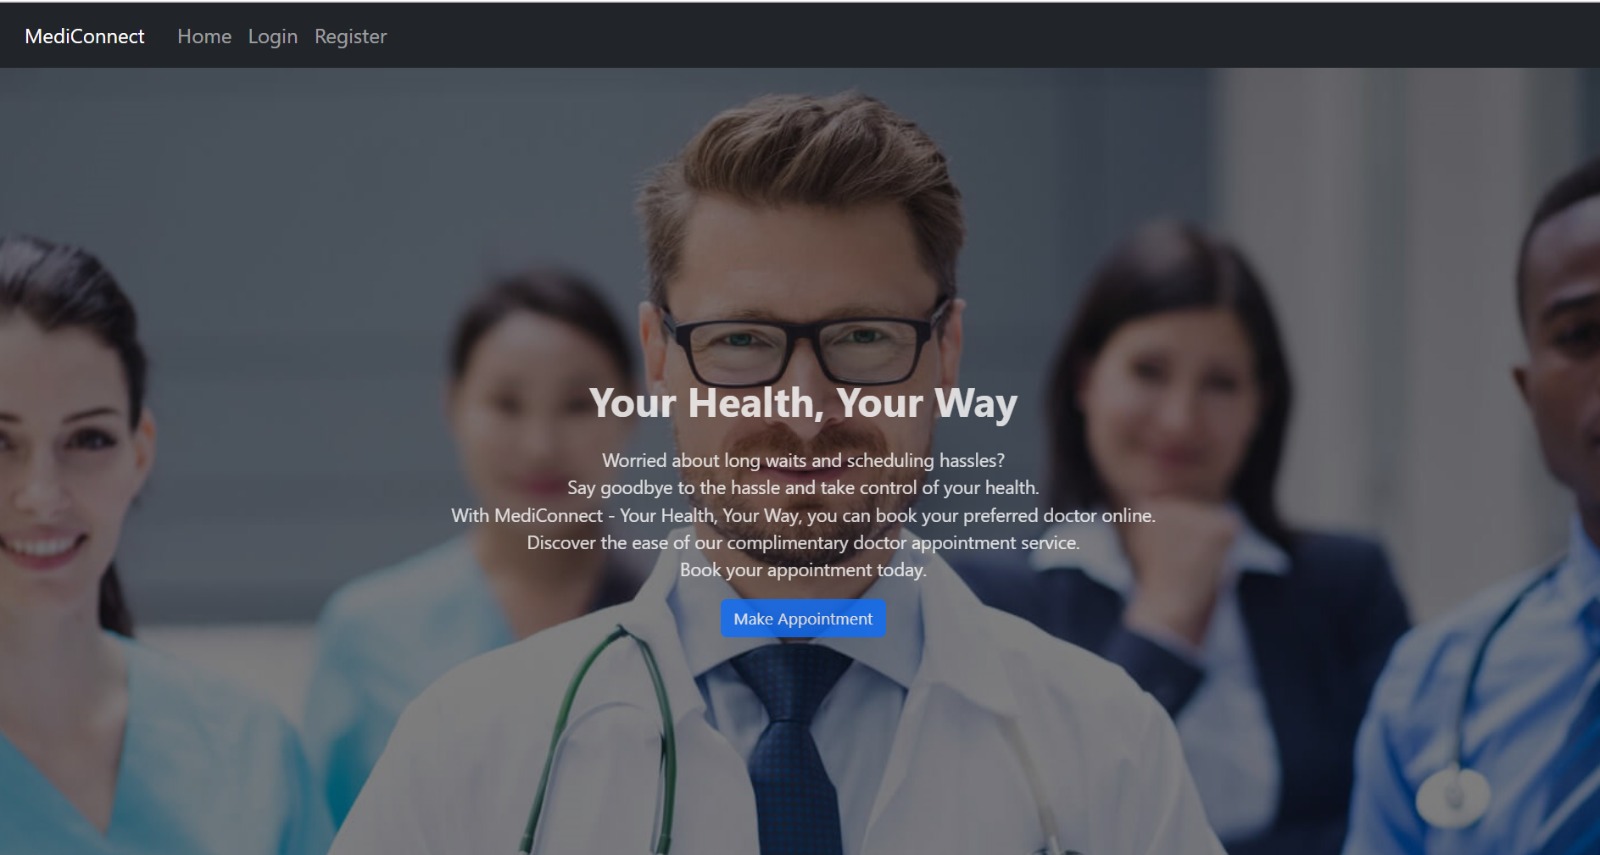 MediConnect Home Login Register
Your Health, Your Way
Worried about long waits and scheduling hassles?
Say goodbye to the hassle and take control of your health.
With MediConnect - Your Health, Your Way, you can book your preferred doctor online.
Discover the ease of our complimentary doctor appointment service.
Book your appointment today.
Make Appointment